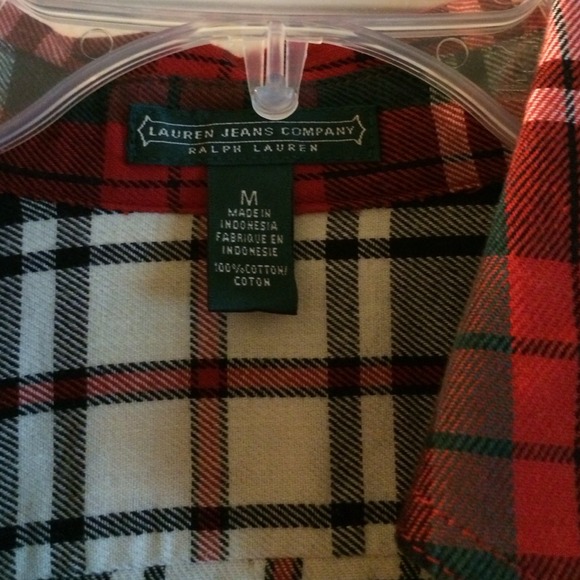 LAUREN JEANS COMPANY
RALPH LAUREN
M
MADE IN
INDONESIA
FABRIQUE EN
INDONESIE
100% COTTON/
COTON